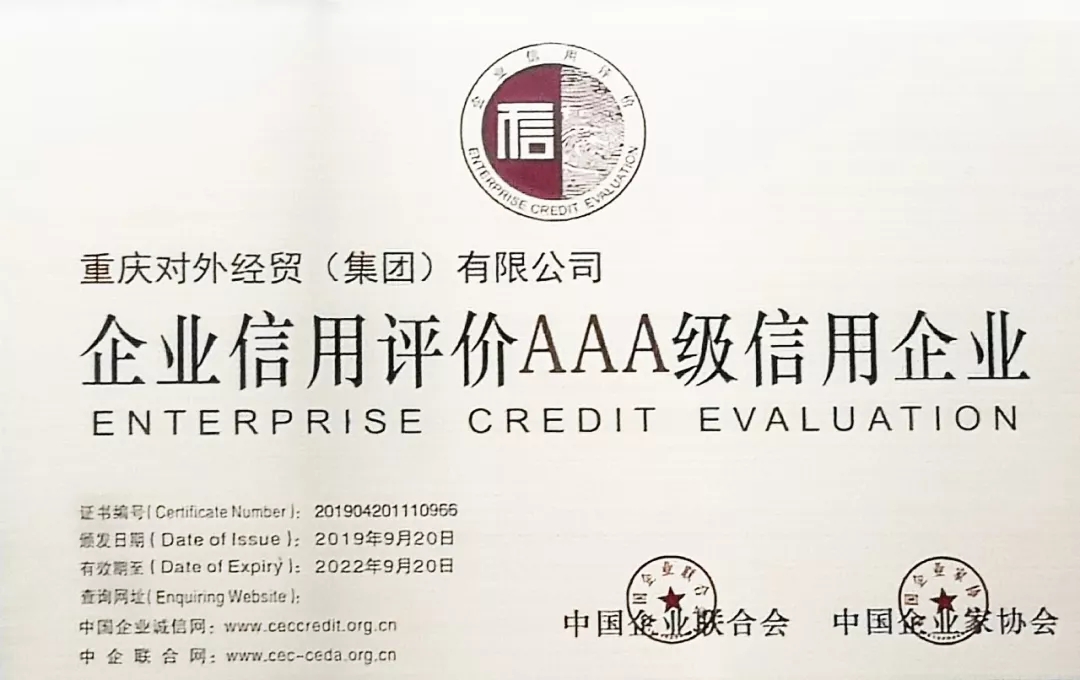 企业信用评价
信
ENTERPRISE CREDIT EVALUATION
重庆对外经贸（集团）有限公司
企业信用评价AAA级信用企业
ENTERPRISE CREDIT EVALUATION
证书编号(Certificate Number)：201904201110966
颁发日期(Date of Issue)：2019年9月20日
有效期至(Date of Expiry)：2022年9月20日
查询网址(Enquiring Website)：
中国企业诚信网：www.ceccredit.org.cn
中企联合网：www.cec-ceda.org.cn
中国企业联合会
中国企业家协会